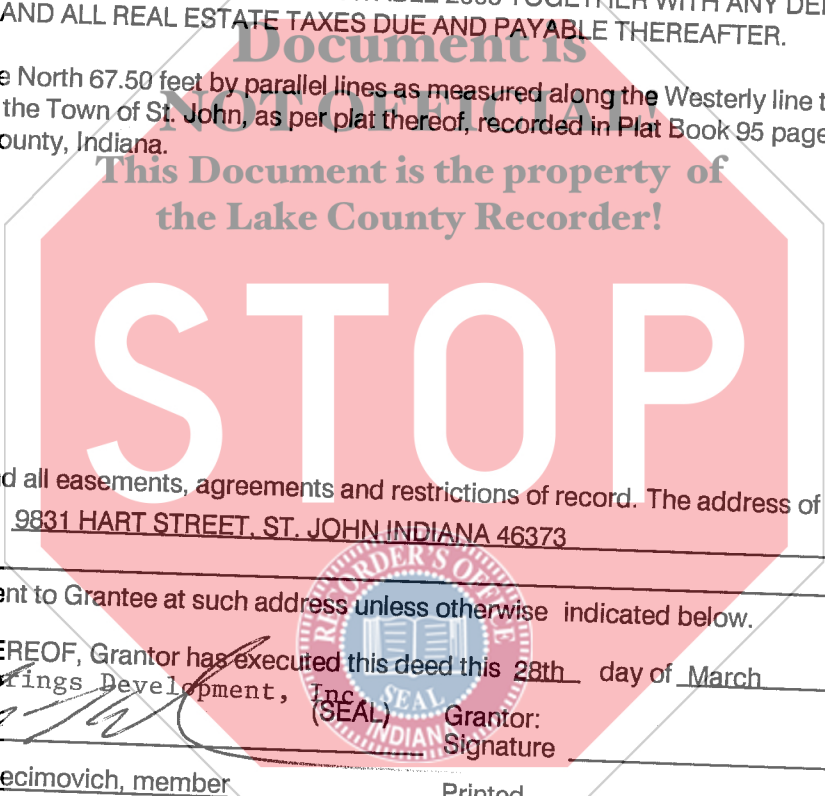 TOGETHER WITH ANY
AND ALL REAL ESTATE TAXES DUE AND PAYABLE THEREAFTER.
Document is
e North 67.50 feet by parallel lines as measured along the Westerly line t
NOT OFFICIAL!
the Town of St. John, as per plat thereof, recorded in Plat Book 95 page
ounty, Indiana.
This Document is the property of
the Lake County Recorder!
STOP
d all easements, agreements and restrictions of record. The address of
9831 HART STREET, ST. JOHN INDIANA 46373
ent to Grantee at such address unless otherwise indicated below.
RECORDER'S OFFICE
EREOF, Grantor has executed this deed this 28th day of March
rings Development, Inc.
(SEAL) Grantor:
SEAL
INDIANA
Signature
ecimovich, member
Printed